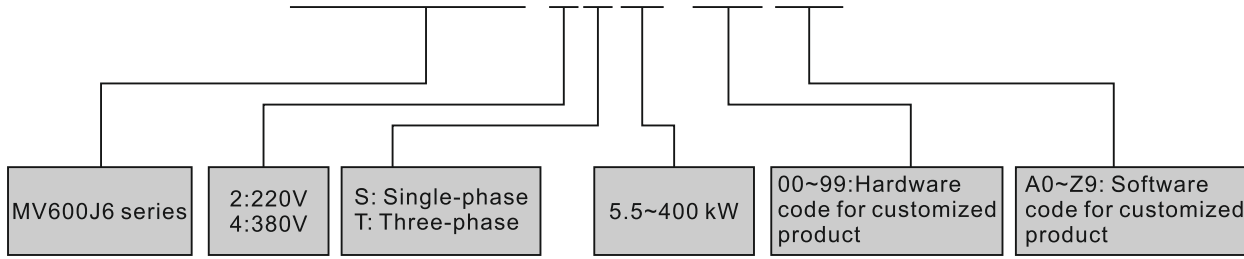 MV600J6 series
2:220V
4:380V
S: Single-phase
T: Three-phase
5.5~400 kW
00~99:Hardware
code for customized
product
A0~Z9: Software
code for customized
product